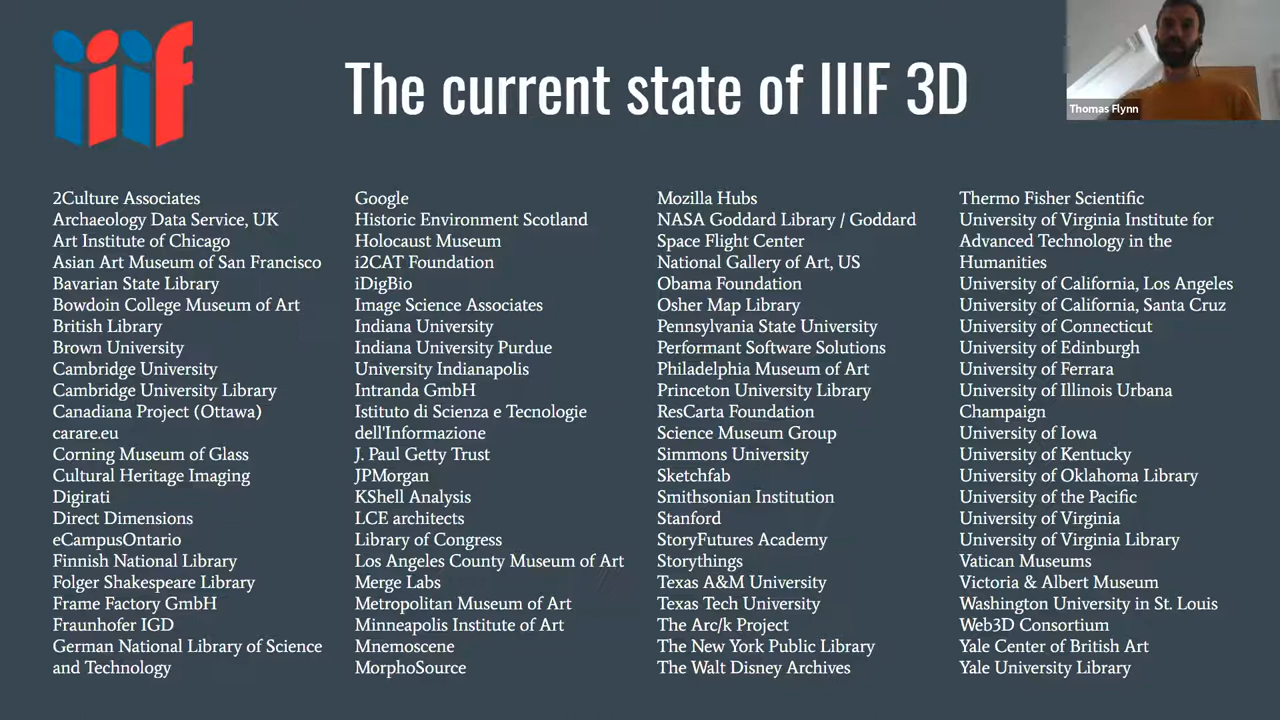 iiif
The current state of IIIF 3D
Thomas Flynn
2Culture Associates
Archaeology Data Service, UK
Art Institute of Chicago
Asian Art Museum of San Francisco
Bavarian State Library
Bowdoin College Museum of Art
British Library
Brown University
Cambridge University
Cambridge University Library
Canadiana Project (Ottawa)
carare.eu
Corning Museum of Glass
Cultural Heritage Imaging
Digirati
Direct Dimensions
eCampusOntario
Finnish National Library
Folger Shakespeare Library
Frame Factory GmbH
Fraunhofer IGD
German National Library of Science
and Technology
Google
Historic Environment Scotland
Holocaust Museum
i2CAT Foundation
iDigBio
Image Science Associates
Indiana University
Indiana University Purdue
University Indianapolis
Intranda GmbH
Istituto di Scienza e Tecnologie
dell'Informazione
J. Paul Getty Trust
JPMorgan
KShell Analysis
LCE architects
Library of Congress
Los Angeles County Museum of Art
Merge Labs
Metropolitan Museum of Art
Minneapolis Institute of Art
Mnemoscene
MorphoSource
Mozilla Hubs
NASA Goddard Library / Goddard
Space Flight Center
National Gallery of Art, US
Obama Foundation
Osher Map Library
Pennsylvania State University
Performant Software Solutions
Philadelphia Museum of Art
Princeton University Library
ResCarta Foundation
Science Museum Group
Simmons University
Sketchfab
Smithsonian Institution
Stanford
StoryFutures Academy
Storythings
Texas A&M University
Texas Tech University
The Arc/k Project
The New York Public Library
The Walt Disney Archives
Thermo Fisher Scientific
University of Virginia Institute for
Advanced Technology in the
Humanities
University of California, Los Angeles
University of California, Santa Cruz
University of Connecticut
University of Edinburgh
University of Ferrara
University of Illinois Urbana
Champaign
University of Iowa
University of Kentucky
University of Oklahoma Library
University of the Pacific
University of Virginia
University of Virginia Library
Vatican Museums
Victoria & Albert Museum
Washington University in St. Louis
Web3D Consortium
Yale Center of British Art
Yale University Library